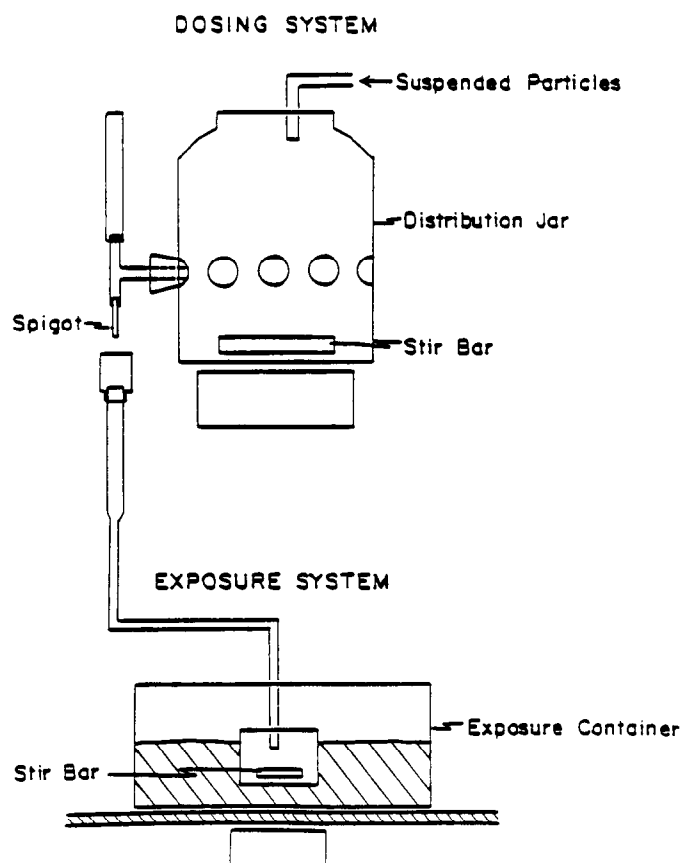 DOSING SYSTEM
Suspended Particles
Distribution Jar
Spigot
Stir Bar
EXPOSURE SYSTEM
Exposure Container
Stir Bar